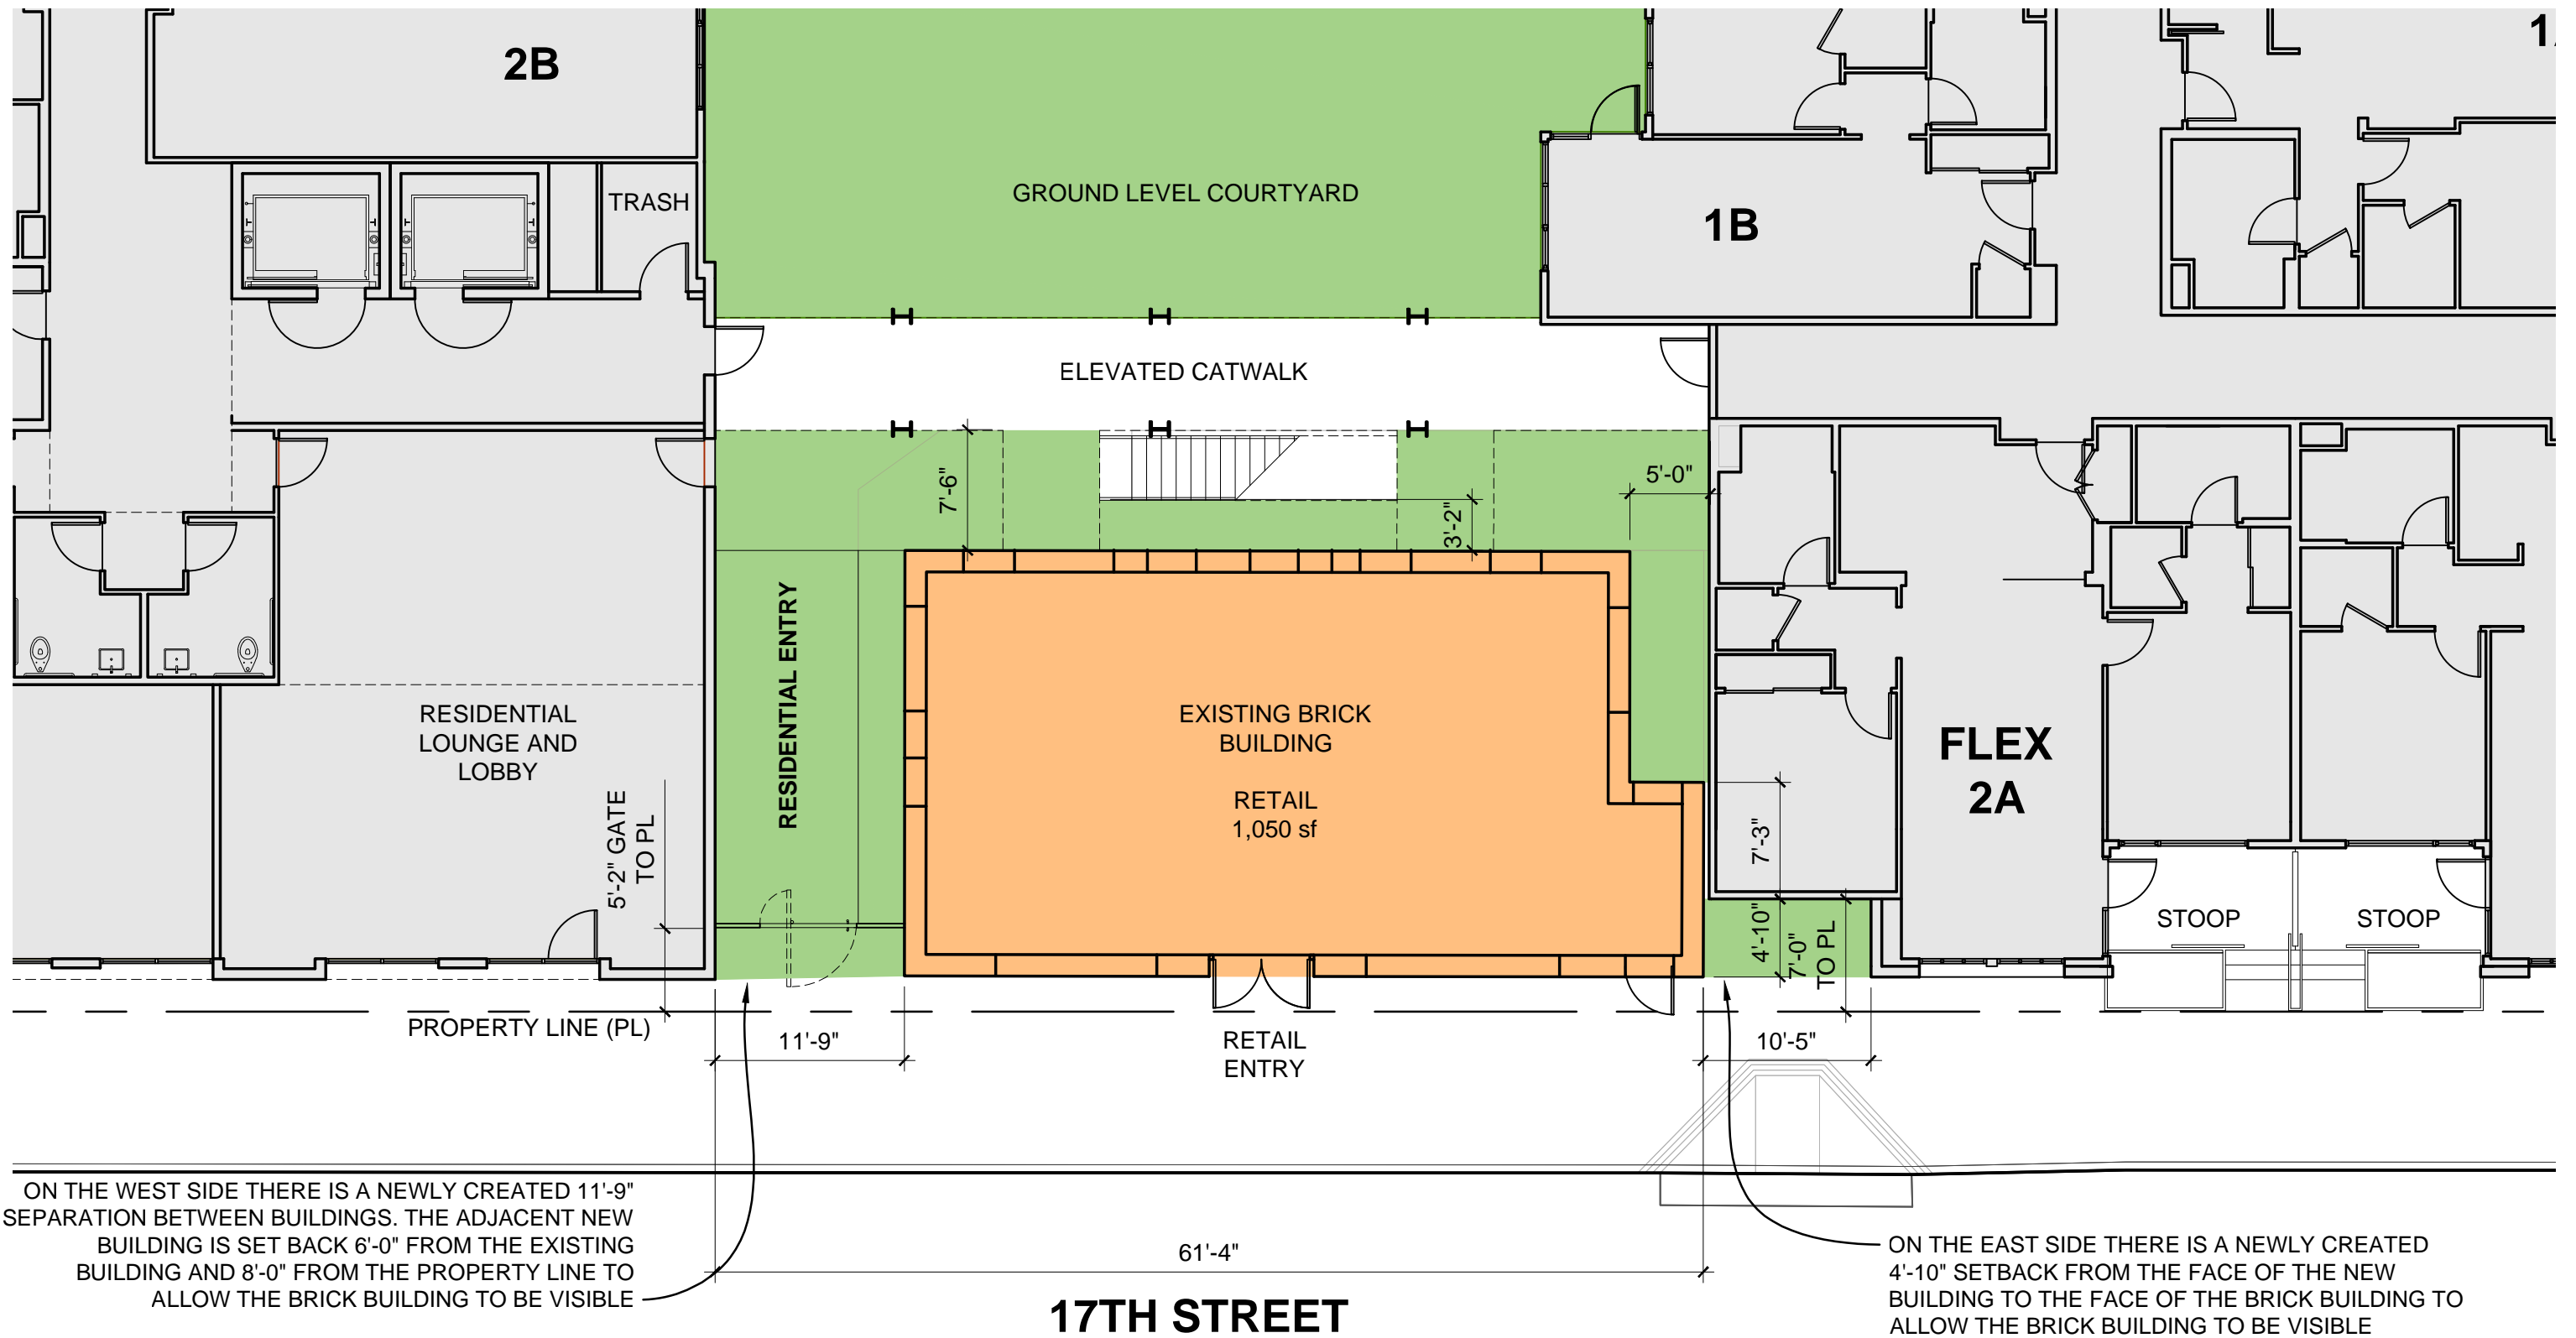 2B
1
TRASH
GROUND LEVEL COURTYARD
1B
ELEVATED CATWALK
7'-6"
3'-2"
5'-0"
RESIDENTIAL ENTRY
RESIDENTIAL
LOUNGE AND
LOBBY
EXISTING BRICK
BUILDING
RETAIL
1,050 sf
FLEX
2A
5'-2" GATE
TO PL
7'-3"
4'-10"
7'-0"
TO PL
STOOP
STOOP
PROPERTY LINE (PL)
11'-9"
RETAIL
ENTRY
10'-5"
ON THE WEST SIDE THERE IS A NEWLY CREATED 11'-9"
SEPARATION BETWEEN BUILDINGS. THE ADJACENT NEW
BUILDING IS SET BACK 6'-0" FROM THE EXISTING
BUILDING AND 8'-0" FROM THE PROPERTY LINE TO
ALLOW THE BRICK BUILDING TO BE VISIBLE
61'-4"
17TH STREET
ON THE EAST SIDE THERE IS A NEWLY CREATED
4'-10" SETBACK FROM THE FACE OF THE NEW
BUILDING TO THE FACE OF THE BRICK BUILDING TO
ALLOW THE BRICK BUILDING TO BE VISIBLE